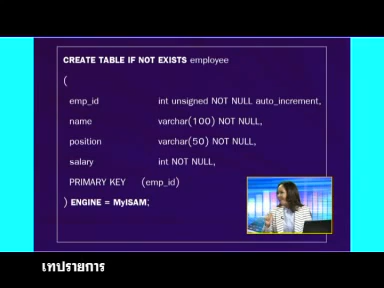 CREATE TABLE IF NOT EXISTS employee
(
emp_id int unsigned NOT NULL auto_increment,
name varchar(100) NOT NULL,
position varchar(50) NOT NULL,
salary int NOT NULL,
PRIMARY KEY (emp_id)
) ENGINE = MyISAM;
เทปรายการ